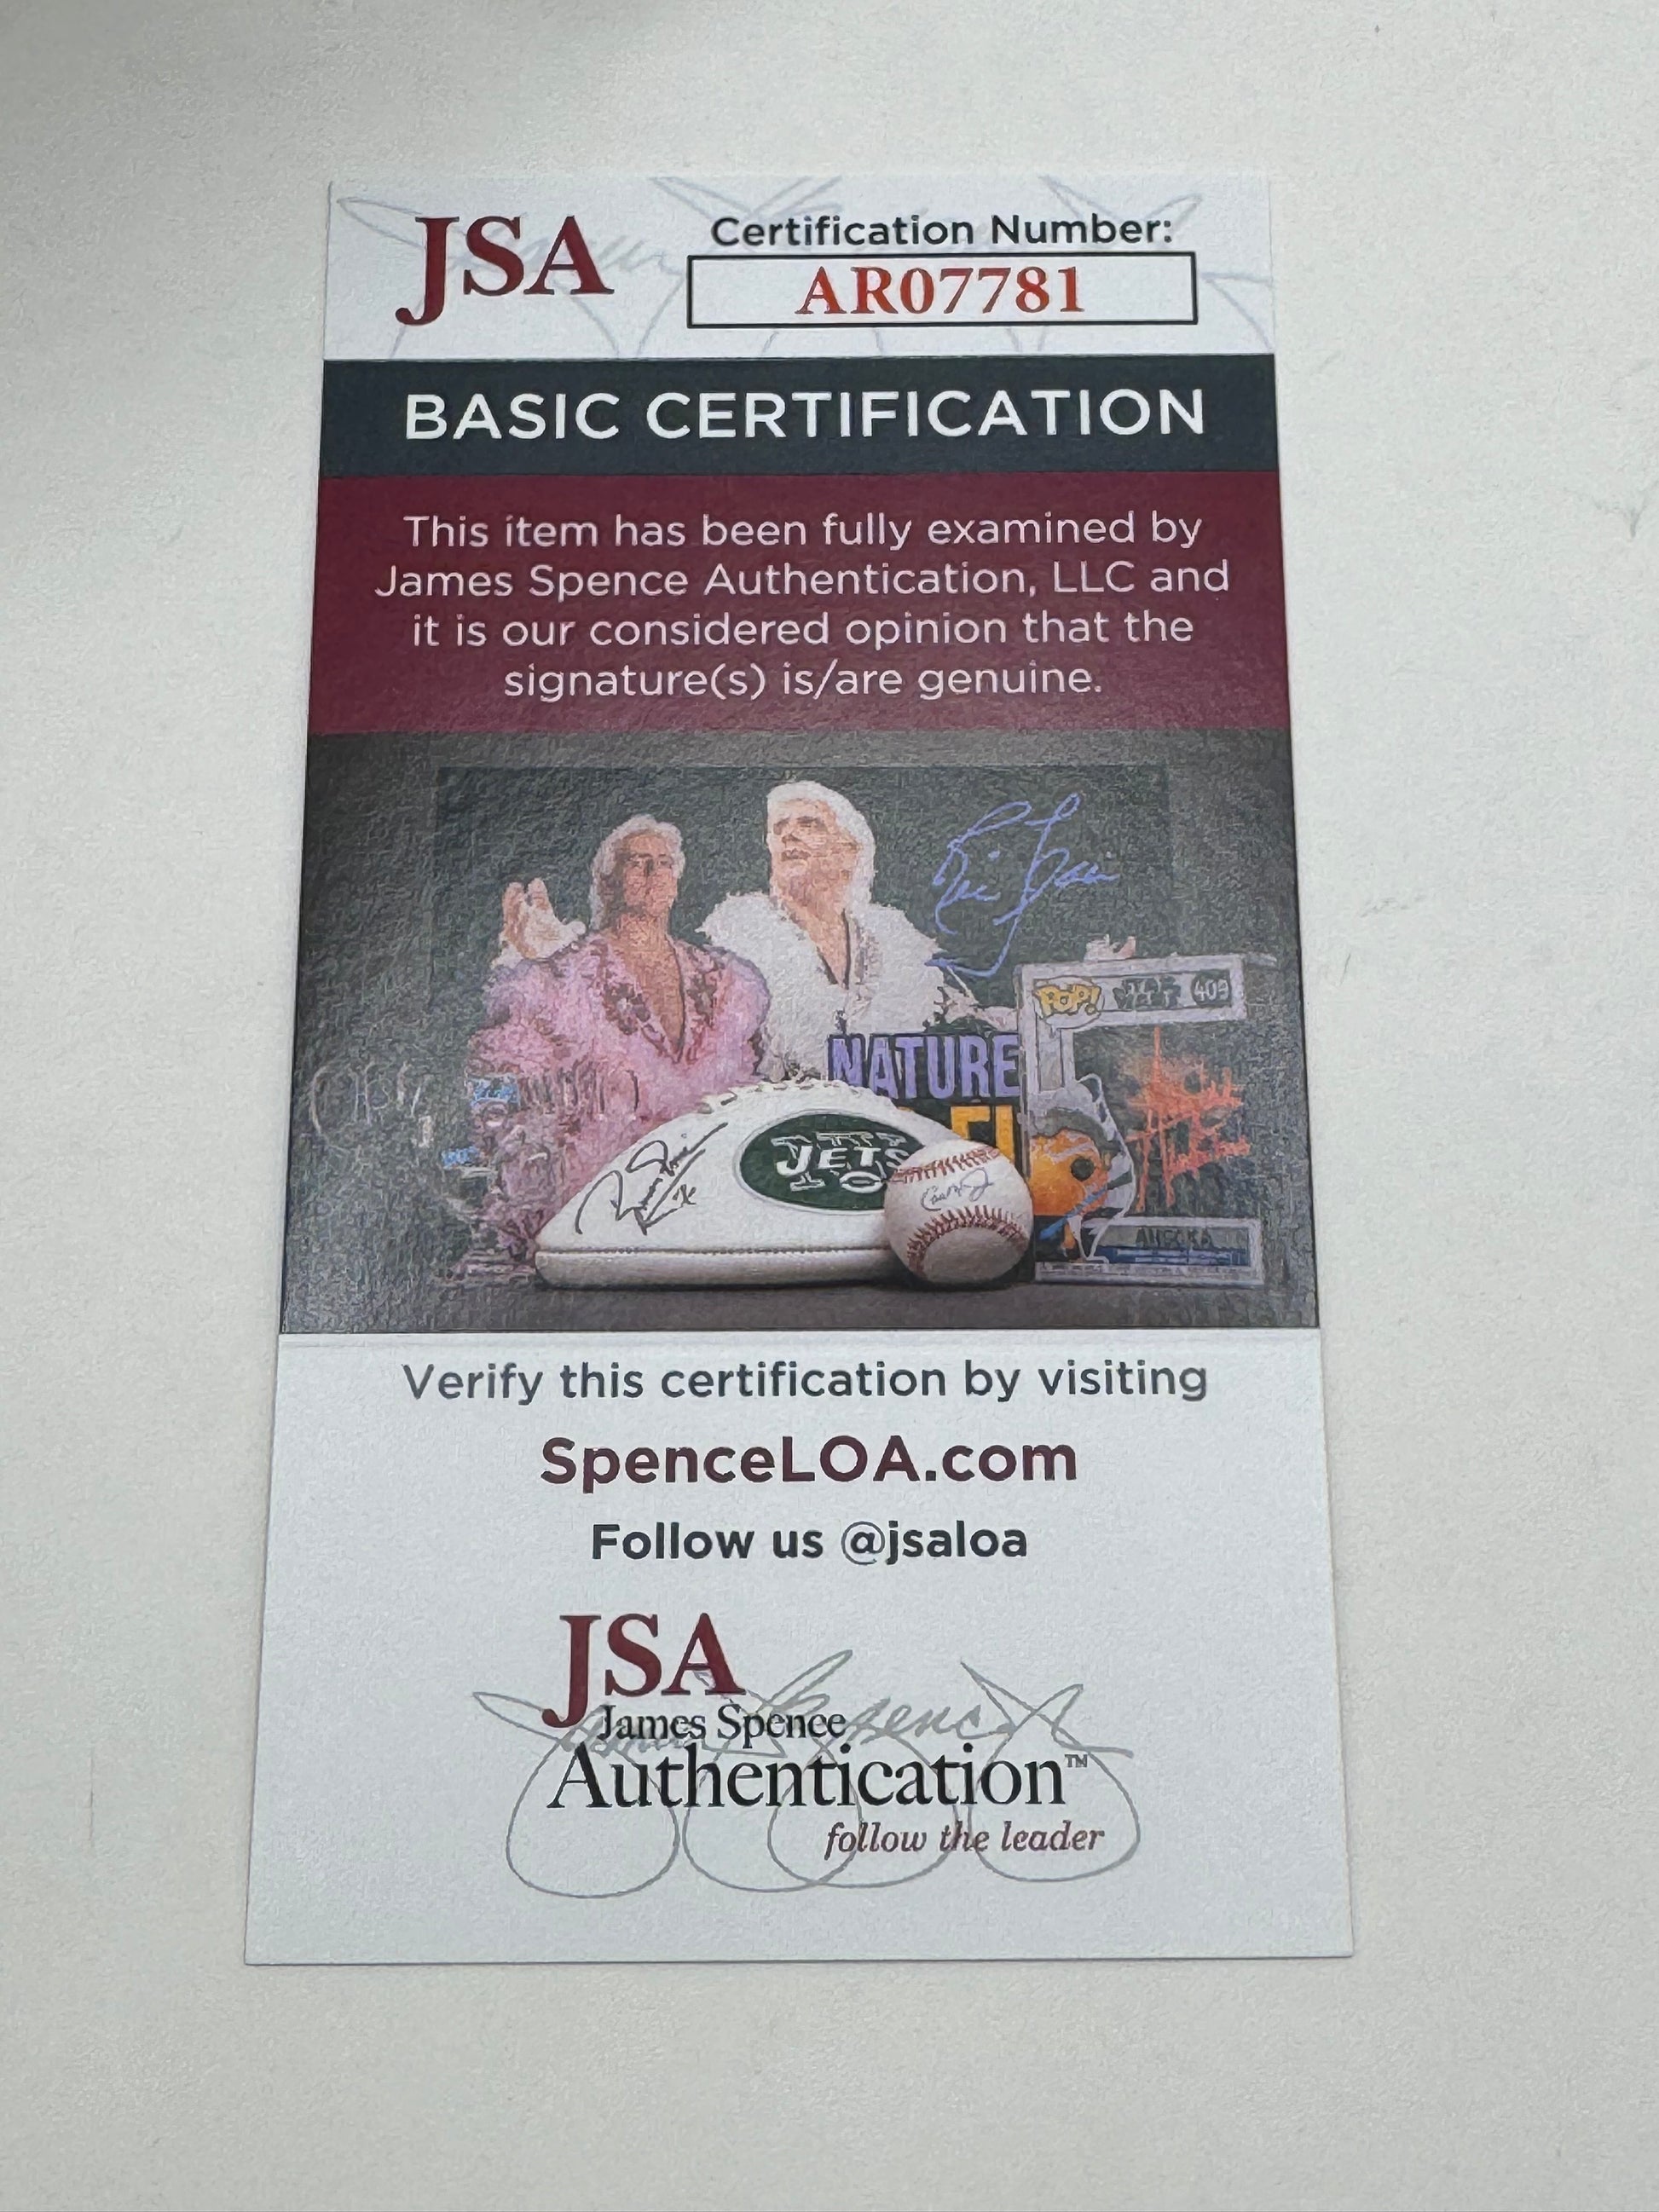 JSA
Certification Number:
AR07781
BASIC CERTIFICATION
This item has been fully examined by
James Spence Authentication, LLC and
it is our considered opinion that the
signature(s) is/are genuine.
POP!
409
NATURE
JETS
Verify this certification by visiting
SpenceLOA.com
Follow us @jsaloa
JSA
James Spence
Authentication™
follow the leader